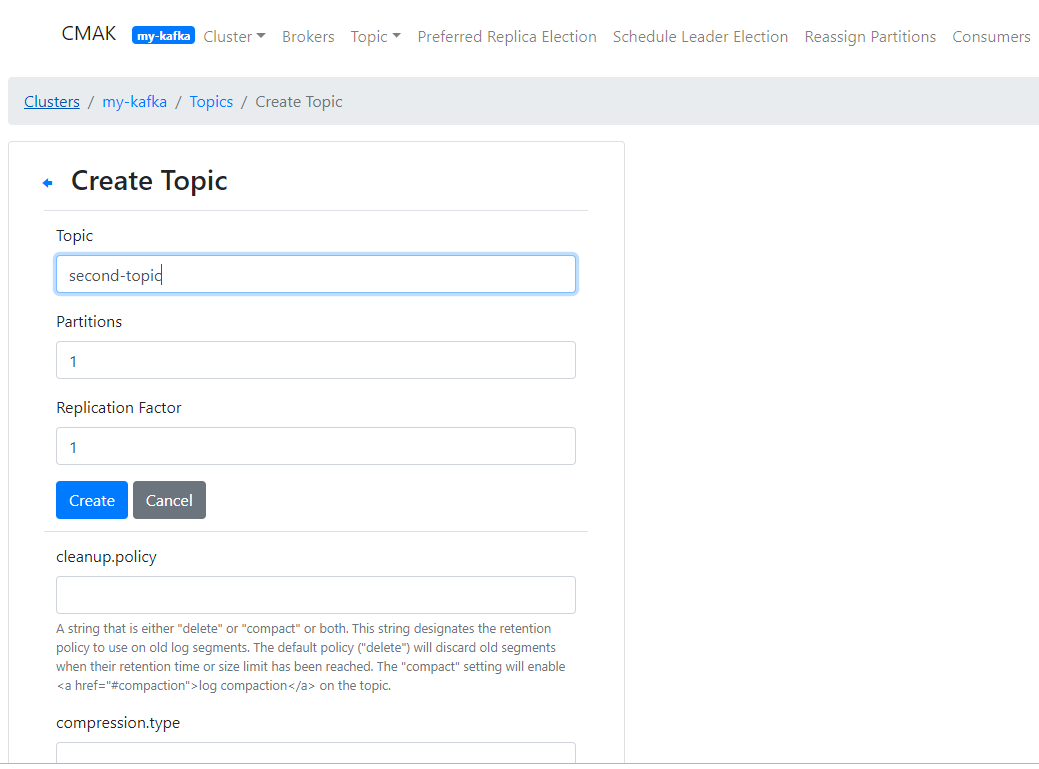 CMAK my-kafka Cluster Brokers Topic Preferred Replica Election Schedule Leader Election Reassign Partitions Consumers
Clusters / my-kafka / Topics / Create Topic
Create Topic
Topic
second-topic
Partitions
1
Replication Factor
1
Create Cancel
cleanup.policy
A string that is either "delete" or "compact" or both. This string designates the retention
policy to use on old log segments. The default policy ("delete") will discard old segments
when their retention time or size limit has been reached. The "compact" setting will enable
<a href="#compaction">log compaction</a> on the topic.
compression.type